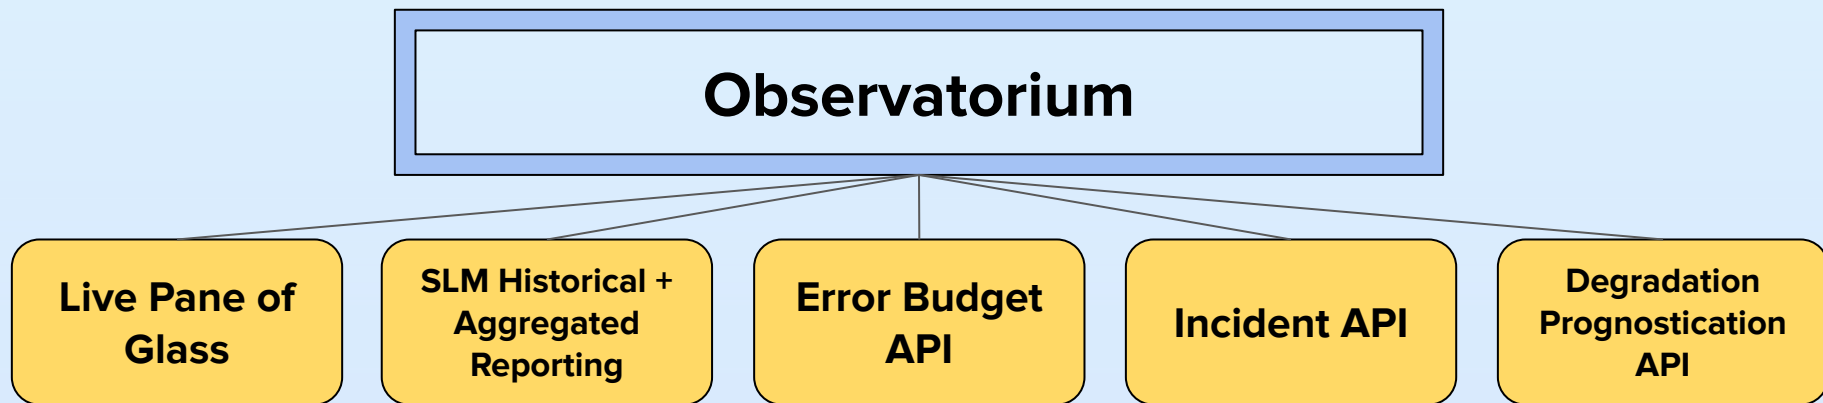 Observatorium
Live Pane of
Glass
SLM Historical +
Aggregated
Reporting
Error Budget
API
Incident API
Degradation
Prognostication
API